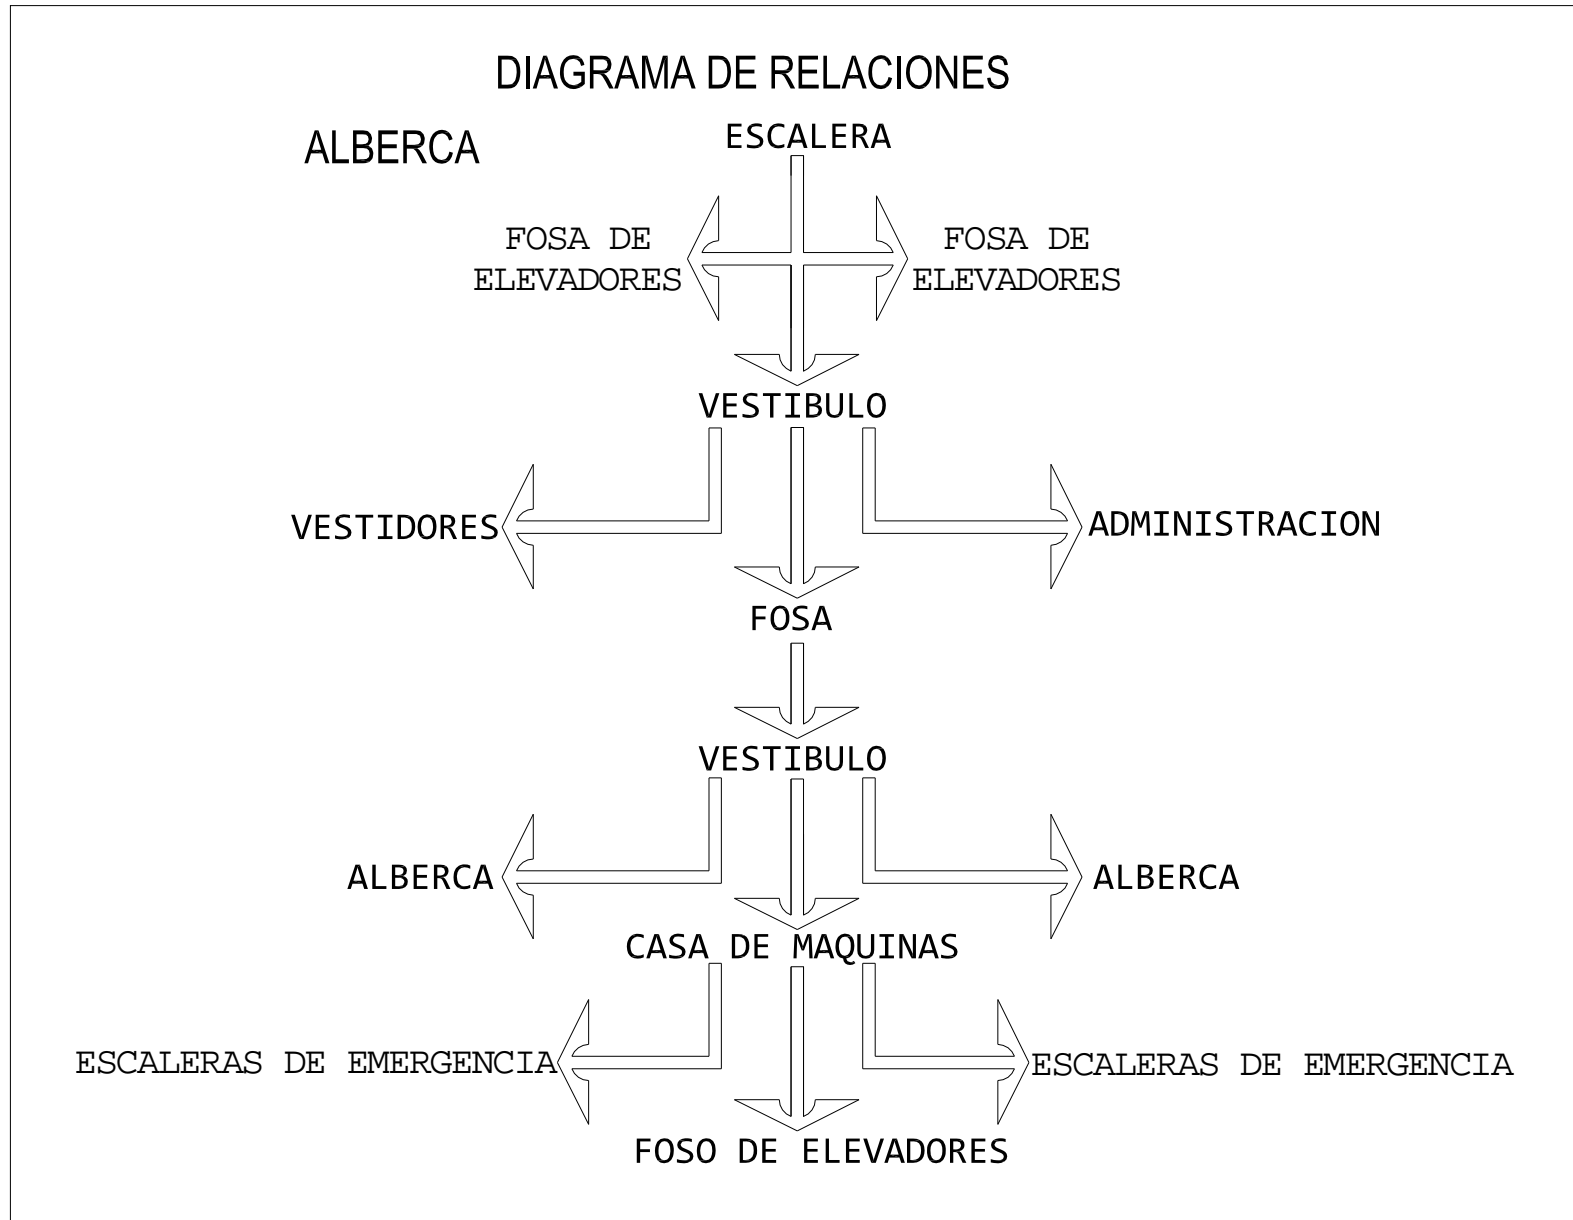 DIAGRAMA DE RELACIONES
ALBERCA
ESCALERA
FOSA DE
ELEVADORES
FOSA DE
ELEVADORES
VESTIBULO
VESTIDORES
ADMINISTRACION
FOSA
VESTIBULO
ALBERCA
ALBERCA
CASA DE MAQUINAS
ESCALERAS DE EMERGENCIA
ESCALERAS DE EMERGENCIA
FOSO DE ELEVADORES